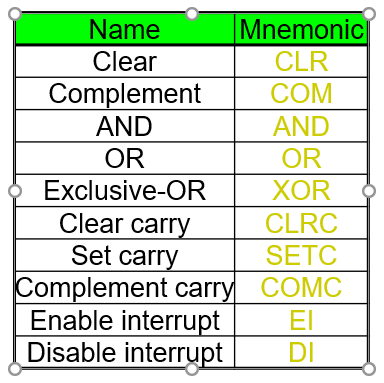 Name Mnemonic
Clear CLR
Complement COM
AND AND
OR OR
Exclusive-OR XOR
Clear carry CLRC
Set carry SETC
Complement carry COMC
Enable interrupt EI
Disable interrupt DI